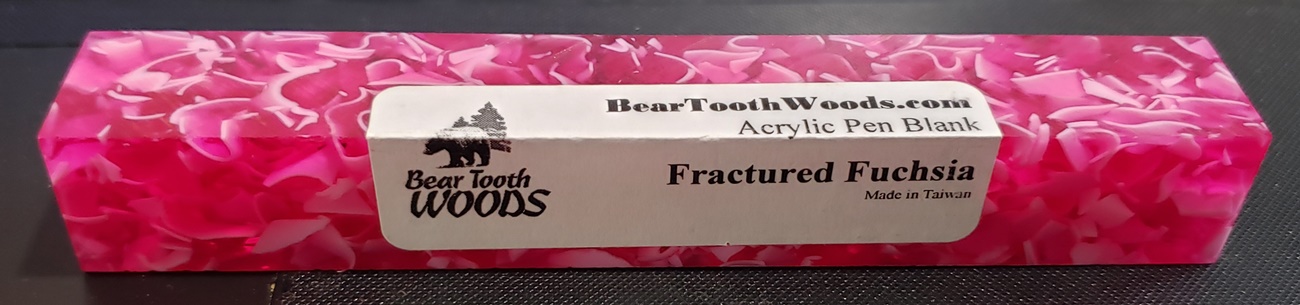 BearToothWoods.com
Acrylic Pen Blank
Bear Tooth
WOODS
Fractured Fuchsia
Made in Taiwan